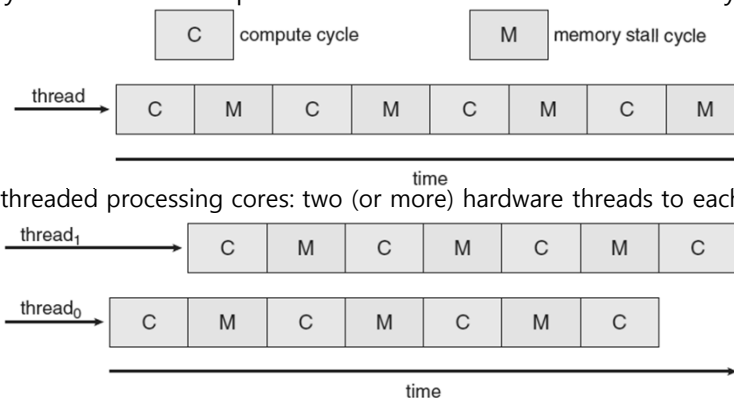 C compute cycle M memory stall cycle
thread C M C M C M C M
time
threaded processing cores: two (or more) hardware threads to each
thread1 C M C M C M C
thread0 C M C M C M C
time